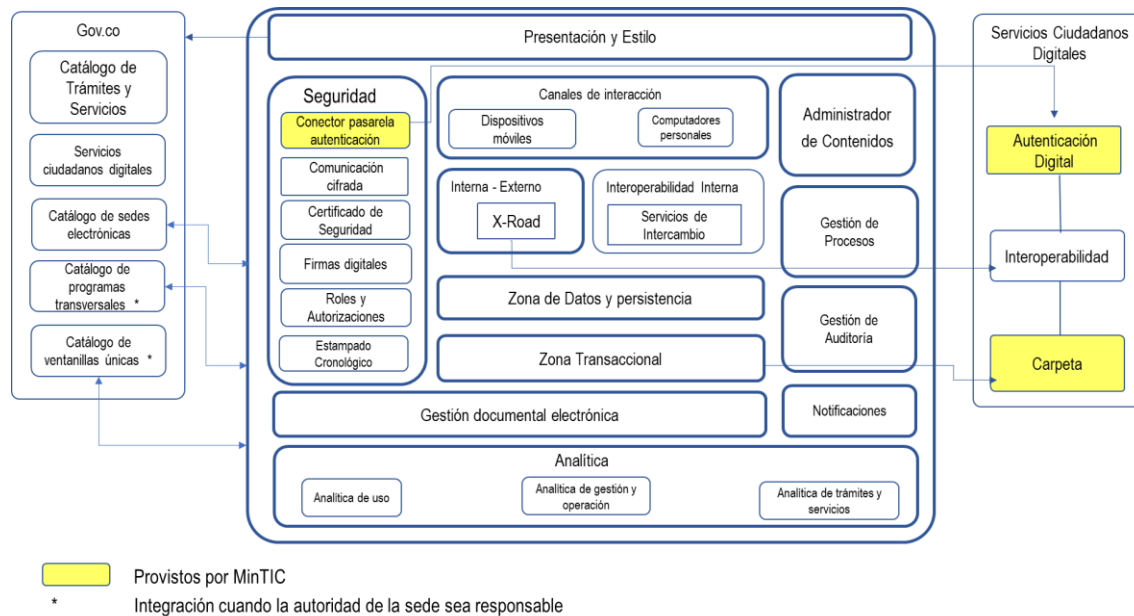 Gov.co
Catálogo de
Trámites y
Servicios
Servicios
ciudadanos digitales
Catálogo de sedes
electrónicas
Catálogo de
programas
transversales *
Catálogo de
ventanillas únicas *
Presentación y Estilo
Seguridad
Conector pasarela
autenticación
Comunicación
cifrada
Certificado de
Seguridad
Firmas digitales
Roles y
Autorizaciones
Estampado
Cronológico
Canales de interacción
Dispositivos
móviles
Computadores
personales
Interna - Externo
X-Road
Interoperabilidad Interna
Servicios de
Intercambio
Zona de Datos y persistencia
Zona Transaccional
Gestión documental electrónica
Administrador
de Contenidos
Gestión de
Procesos
Gestión de
Auditoría
Notificaciones
Analítica
Analítica de uso
Analítica de gestión y
operación
Analítica de trámites y
servicios
Servicios Ciudadanos
Digitales
Autenticación
Digital
Interoperabilidad
Carpeta
Provistos por MinTIC
* Integración cuando la autoridad de la sede sea responsable